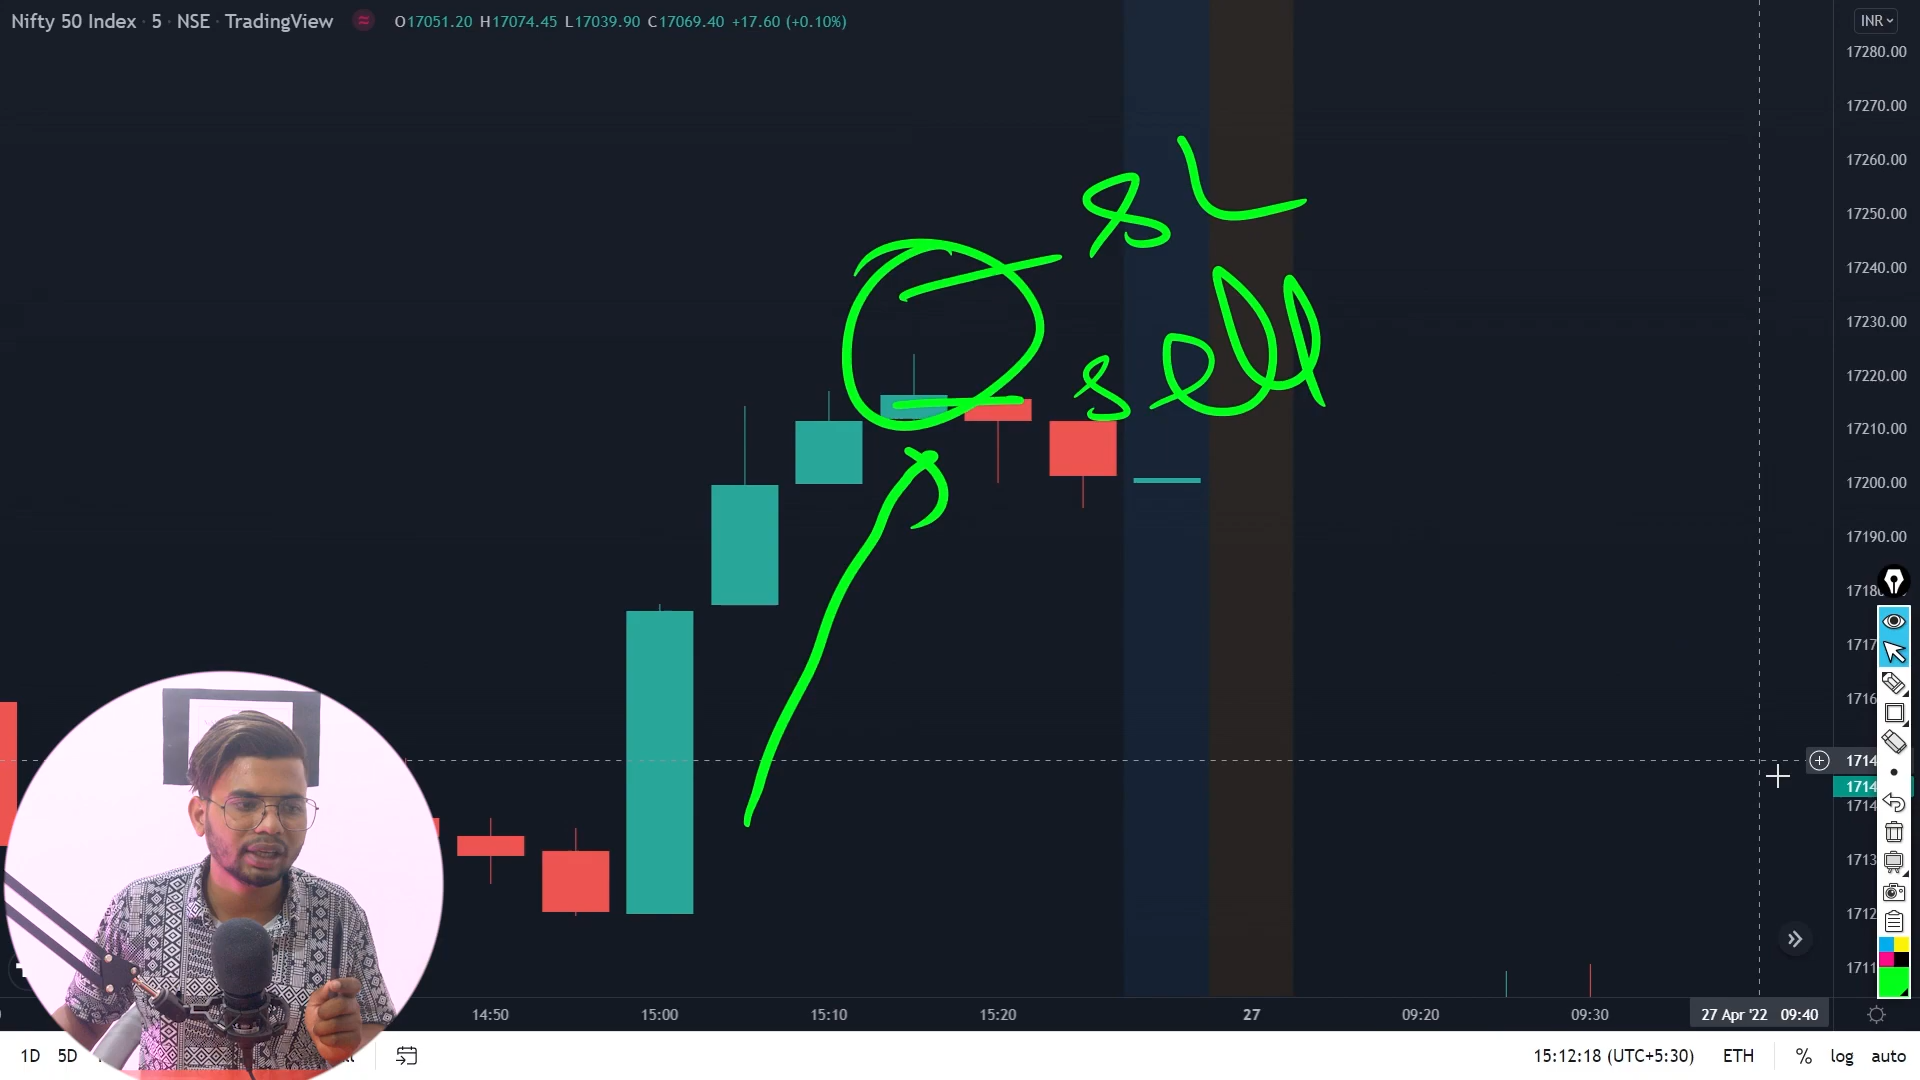 Nifty 50 Index · 5 · NSE · TradingView
O17051.20 H17074.45 L17039.90 C17069.40 +17.60 (+0.10%)
INR
17280.00
17270.00
17260.00
17250.00
17240.00
17230.00
17220.00
17210.00
17200.00
17190.00
SL
sell
14:50
15:00
15:10
15:20
27
09:20
09:30
27 Apr '22 09:40
1D
5D
15:12:18 (UTC+5:30)
ETH
%
log
auto